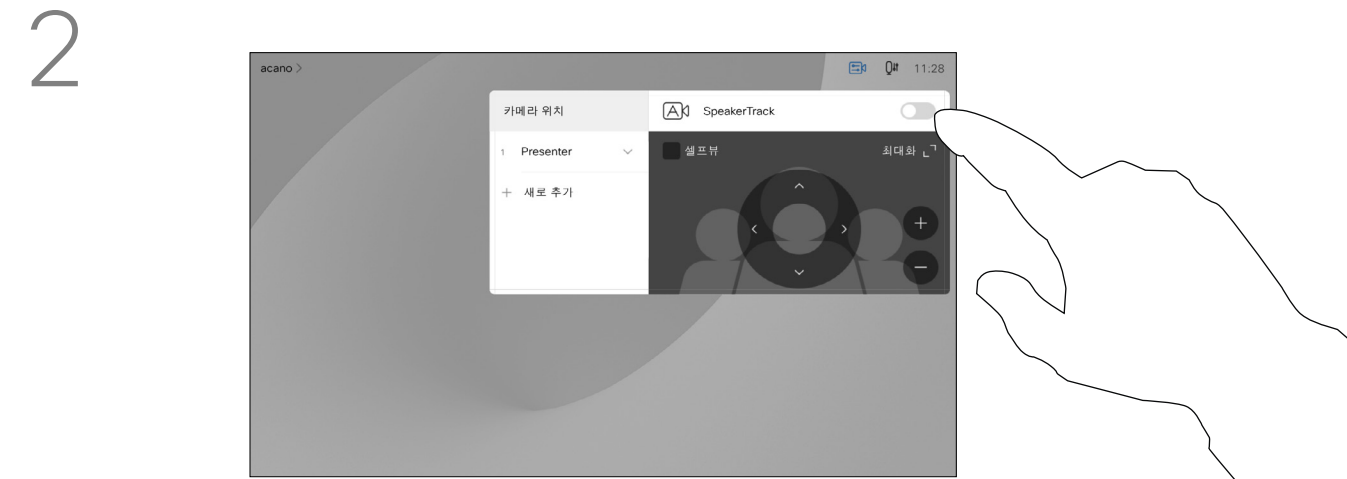 2
acano >
11:28
카메라 위치
SpeakerTrack
1 Presenter
셀프뷰
최대화
+ 새로 추가